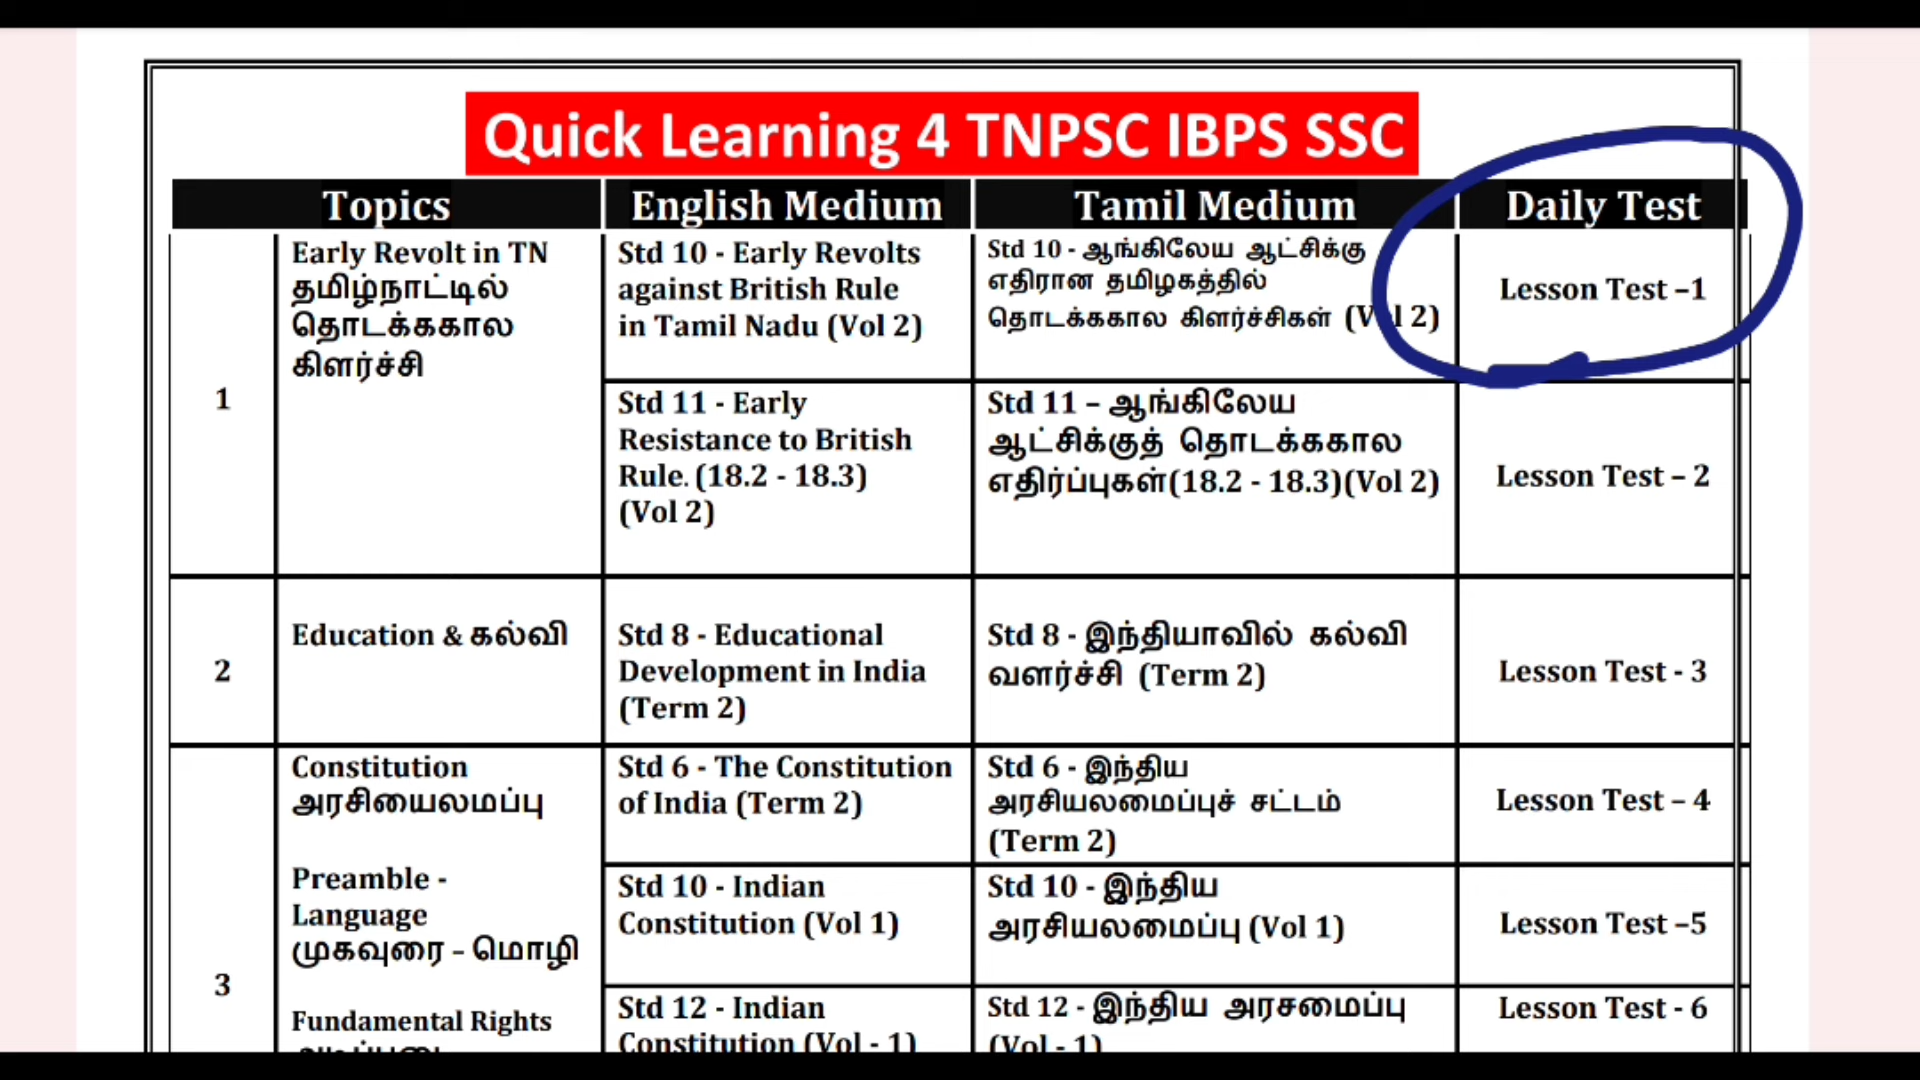 Quick Learning 4 TNPSC IBPS SSC
Topics
English Medium
Tamil Medium
Daily Test
1
Early Revolt in TN
தமிழ்நாட்டில்
தொடக்ககால
கிளர்ச்சி
Std 10 - Early Revolts
against British Rule
in Tamil Nadu (Vol 2)
Std 10 - ஆங்கிலேய ஆட்சிக்கு
எதிரான தமிழகத்தில்
தொடக்ககால கிளர்ச்சிகள் (Vol 2)
Lesson Test –1
Std 11 - Early
Resistance to British
Rule. (18.2 - 18.3)
(Vol 2)
Std 11 – ஆங்கிலேய
ஆட்சிக்குத் தொடக்ககால
எதிர்ப்புகள்(18.2 - 18.3)(Vol 2)
Lesson Test – 2
2
Education & கல்வி
Std 8 - Educational
Development in India
(Term 2)
Std 8 - இந்தியாவில் கல்வி
வளர்ச்சி (Term 2)
Lesson Test - 3
3
Constitution
அரசியைலமப்பு
Preamble -
Language
முகவுரை – மொழி
Fundamental Rights
Std 6 - The Constitution
of India (Term 2)
Std 6 - இந்திய
அரசியலமைப்புச் சட்டம்
(Term 2)
Lesson Test – 4
Std 10 - Indian
Constitution (Vol 1)
Std 10 - இந்திய
அரசியலமைப்பு (Vol 1)
Lesson Test –5
Std 12 - Indian
Constitution (Vol - 1)
Std 12 - இந்திய அரசமைப்பு
(Vol - 1)
Lesson Test - 6